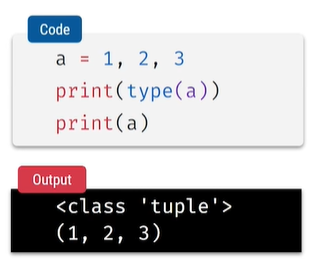 Code
a = 1, 2, 3
print(type(a))
print(a)
Output
<class 'tuple'>
(1, 2, 3)